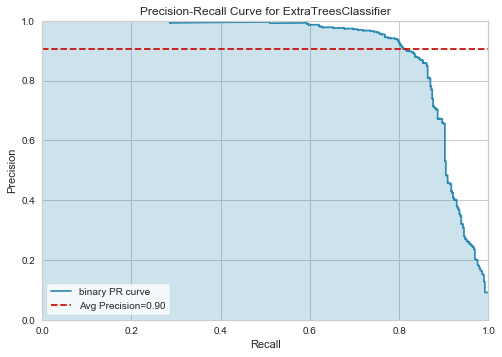 Precision-Recall Curve for ExtraTreesClassifier
1.0
0.8
0.6
0.4
0.2
0.0
Precision
binary PR curve
Avg Precision=0.90
0.0 0.2 0.4 0.6 0.8 1.0
Recall